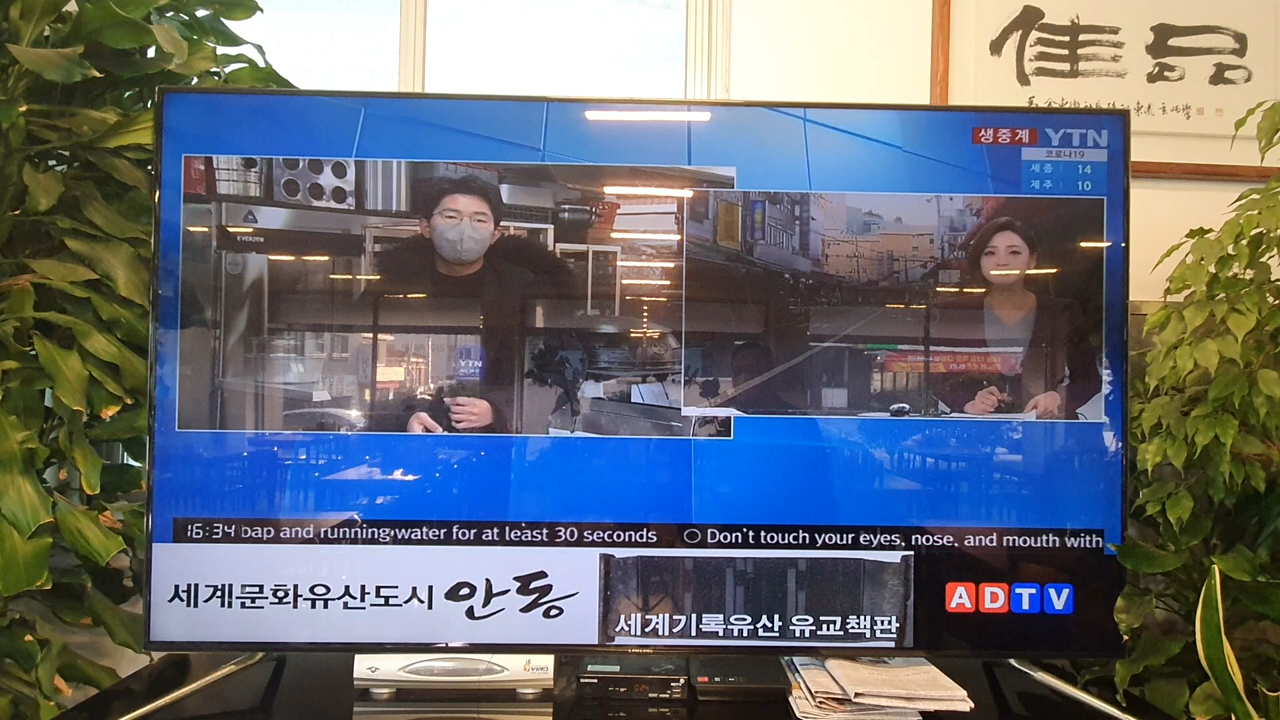 佳品
생중계 YTN
코로나19
세종 14
제주 10
EVERZER
YTN
16:34 oap and running water for at least 30 seconds ○ Don't touch your eyes, nose, and mouth with
세계문화유산도시 안동
세계기록유산 유교책판
ADTV
SAMSUNG